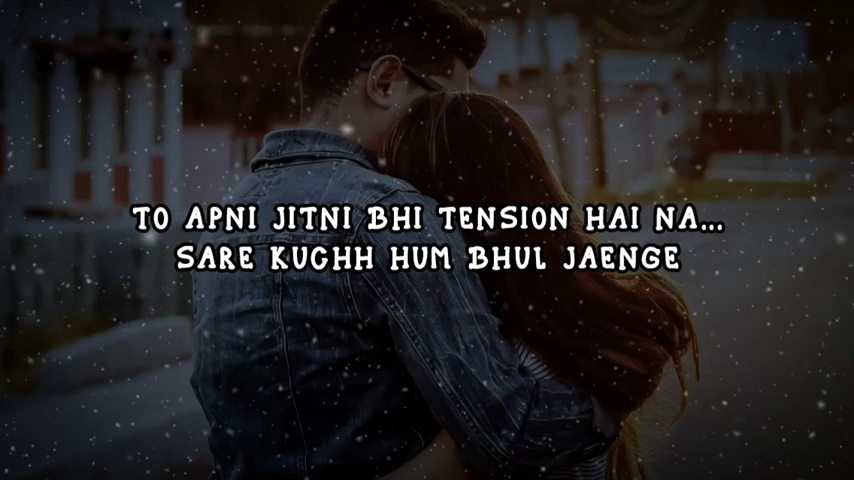 TO APNI JITNI BHI TENSION HAI NA...
SARE KUCHH HUM BHUL JAENGE